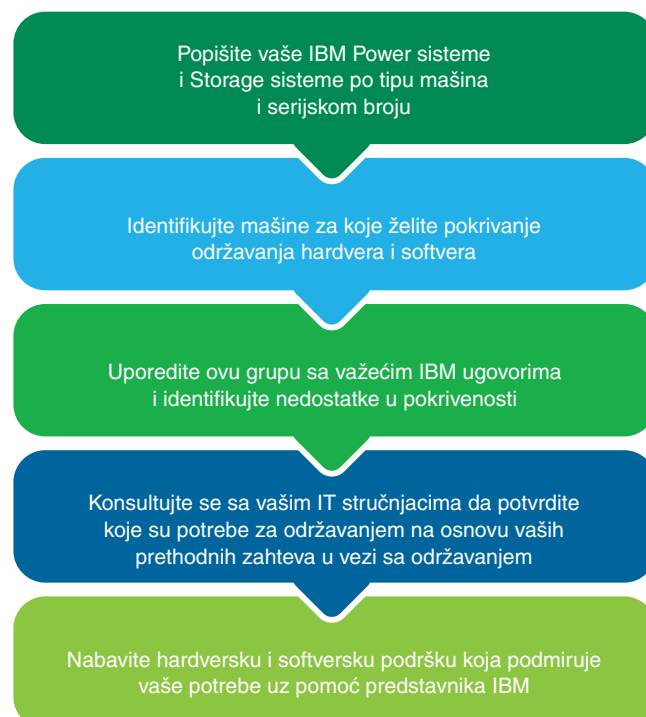 Popišite vaše IBM Power sisteme
i Storage sisteme po tipu mašina
i serijskom broju
Identifikujte mašine za koje želite pokrivanje
održavanja hardvera i softvera
Uporedite ovu grupu sa važećim IBM ugovorima
i identifikujte nedostatke u pokrivenosti
Konsultujte se sa vašim IT stručnjacima da potvrdite
koje su potrebe za održavanjem na osnovu vaših
prethodnih zahteva u vezi sa održavanjem
Nabavite hardversku i softversku podršku koja podmiruje
vaše potrebe uz pomoć predstavnika IBM